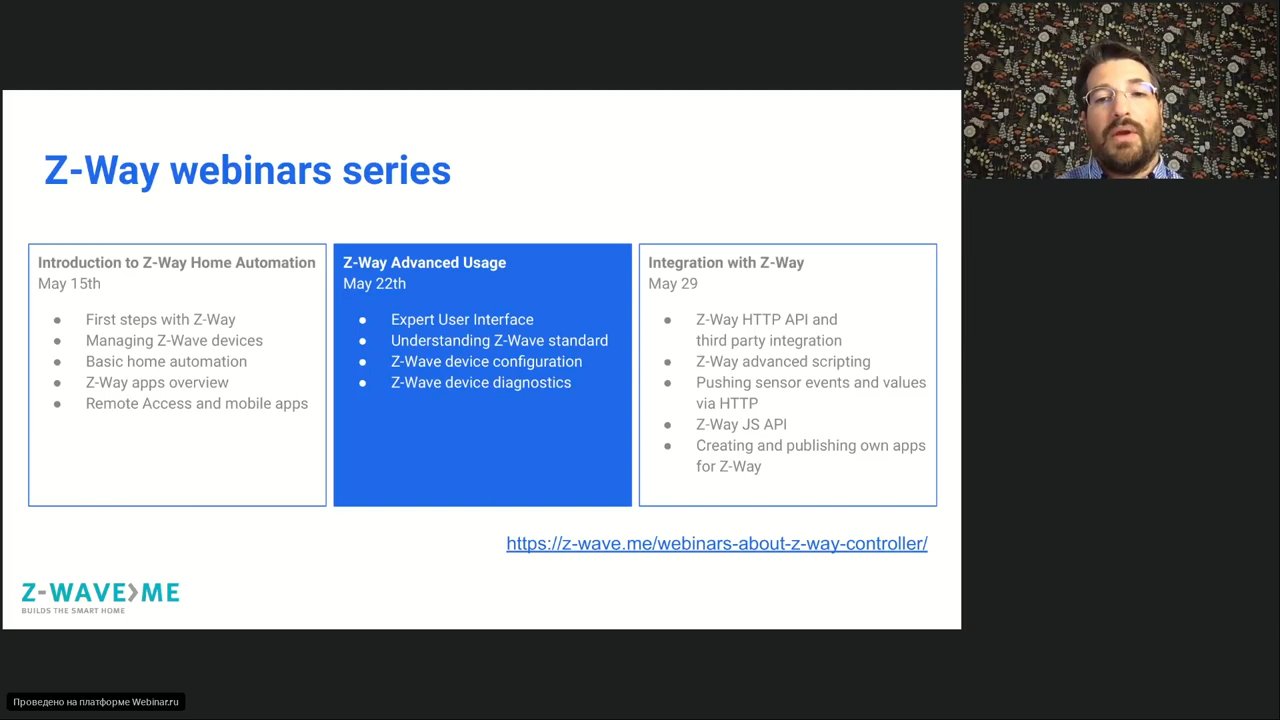 Z-Way webinars series
Introduction to Z-Way Home Automation
May 15th
● First steps with Z-Way
● Managing Z-Wave devices
● Basic home automation
● Z-Way apps overview
● Remote Access and mobile apps
Z-Way Advanced Usage
May 22th
● Expert User Interface
● Understanding Z-Wave standard
● Z-Wave device configuration
● Z-Wave device diagnostics
Integration with Z-Way
May 29
● Z-Way HTTP API and
third party integration
● Z-Way advanced scripting
● Pushing sensor events and values
via HTTP
● Z-Way JS API
● Creating and publishing own apps
for Z-Way
https://z-wave.me/webinars-about-z-way-controller/
Z-WAVE>ME
BUILDS THE SMART HOME
Проведено на платформе Webinar.ru